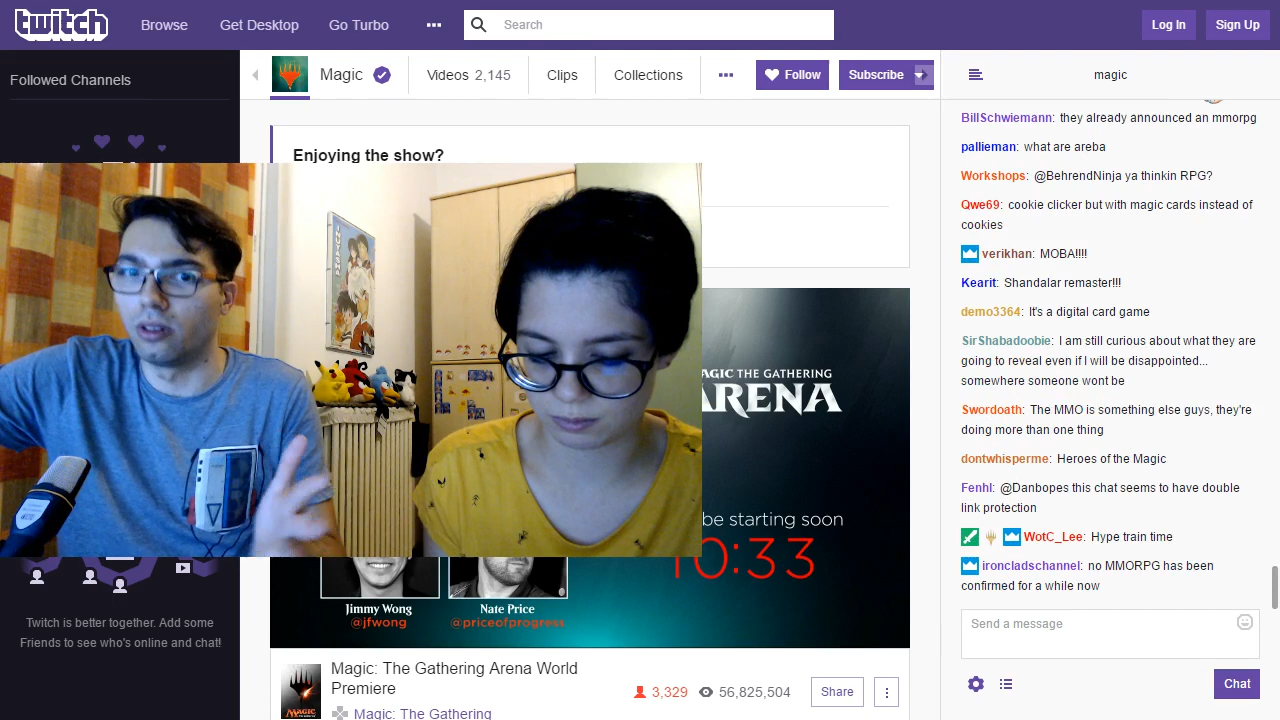 twitch
Browse
Get Desktop
Go Turbo
Search
Log In
Sign Up
Followed Channels
Magic
Videos 2,145
Clips
Collections
Follow
Subscribe
magic
Enjoying the show?
BillSchwiemann: they already announced an mmorpg
pallieman: what are areba
Workshops: @BehrendNinja ya thinkin RPG?
Qwe69: cookie clicker but with magic cards instead of
cookies
verikhan: MOBA!!!!
Kearit: Shandalar remaster!!!
demo3364: It's a digital card game
SirShabadoobie: I am still curious about what they are
going to reveal even if I will be disappointed...
somewhere someone wont be
Swordoath: The MMO is something else guys, they're
doing more than one thing
dontwhisperme: Heroes of the Magic
Fenhl: @Danbopes this chat seems to have double
link protection
WotC_Lee: Hype train time
ironcladschannel: no MMORPG has been
confirmed for a while now
Send a message
Chat
AGIC THE GATHERING
ARENA
be starting soon
10:33
Jimmy Wong
@jfwong
Nate Price
@priceofprogress
Twitch is better together. Add some
Friends to see who's online and chat!
MAGIC
Magic: The Gathering Arena World
Premiere
Magic: The Gathering
3,329
56,825,504
Share